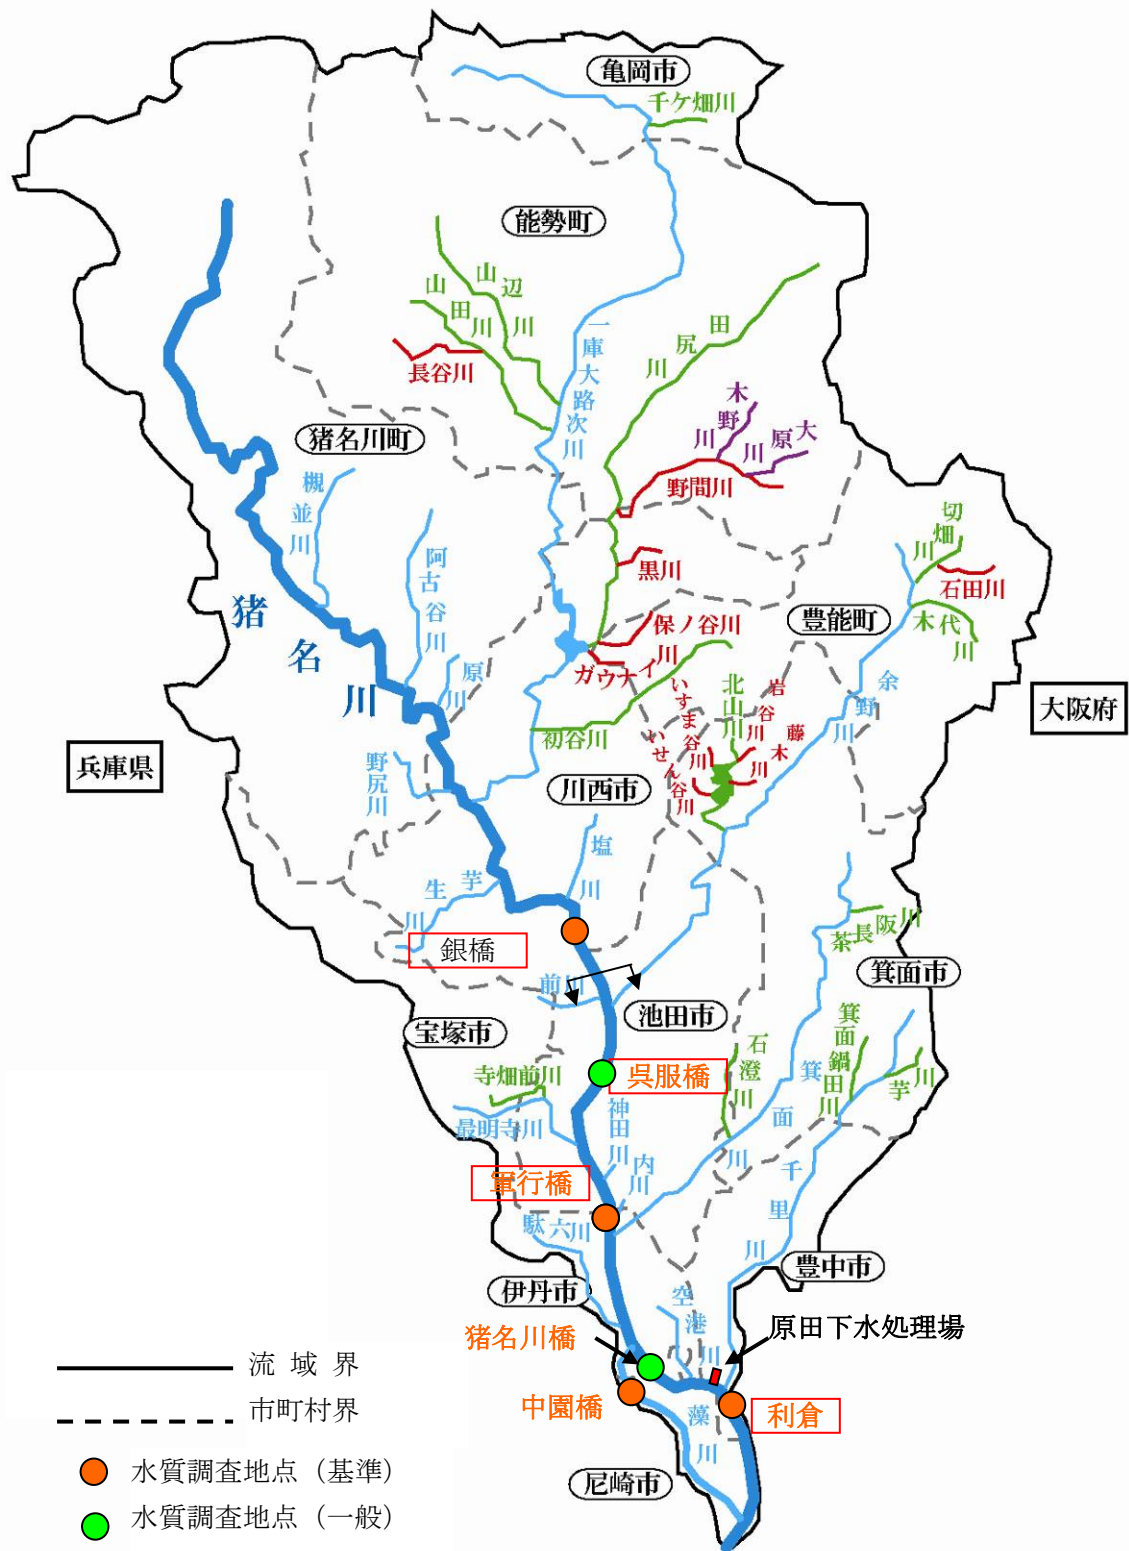 亀岡市
千ケ畑川
能勢町
山辺川
山田川
長谷川
一庫大路次川
田尻川
木野川
大原川
野間川
猪名川町
槻並川
阿古谷川
原川
猪名川
黒川
保ノ谷川
ガウナイ川
初谷川
切畑川
石田川
木代川
豊能町
余野川
北山川
岩谷川
藤木川
いすま谷川
いせん谷川
大阪府
兵庫県
野尻川
川西市
塩川
芋生川
銀橋
前川
茶長阪川
箕面市
池田市
宝塚市
呉服橋
石澄川
箕面川
箕面鍋田川
芋川
寺畑前川
最明寺川
神田川
内川
軍行橋
千里川
駄六川
豊中市
伊丹市
空港川
原田下水処理場
猪名川橋
中園橋
藻川
利倉
尼崎市
流域界
市町村界
水質調査地点（基準）
水質調査地点（一般）